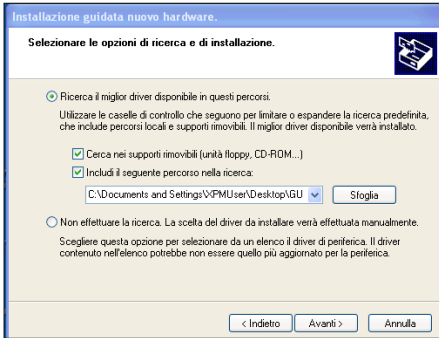 Installazione guidata nuovo hardware.
Selezionare le opzioni di ricerca e di installazione.
Ricerca il miglior driver disponibile in questi percorsi.
Utilizzare le caselle di controllo che seguono per limitare o espandere la ricerca predefinita,
che include percorsi locali e supporti rimovibili. Il miglior driver disponibile verrà installato.
Cerca nei supporti rimovibili (unità floppy, CD-ROM...)
Includi il seguente percorso nella ricerca:
C:\Documents and Settings\XPMUser\Desktop\GU
Sfoglia
Non effettuare la ricerca. La scelta del driver da installare verrà effettuata manualmente.
Scegliere questa opzione per selezionare da un elenco il driver di periferica. Il driver
contenuto nell'elenco potrebbe non essere quello più aggiornato per la periferica.
< Indietro Avanti > Annulla